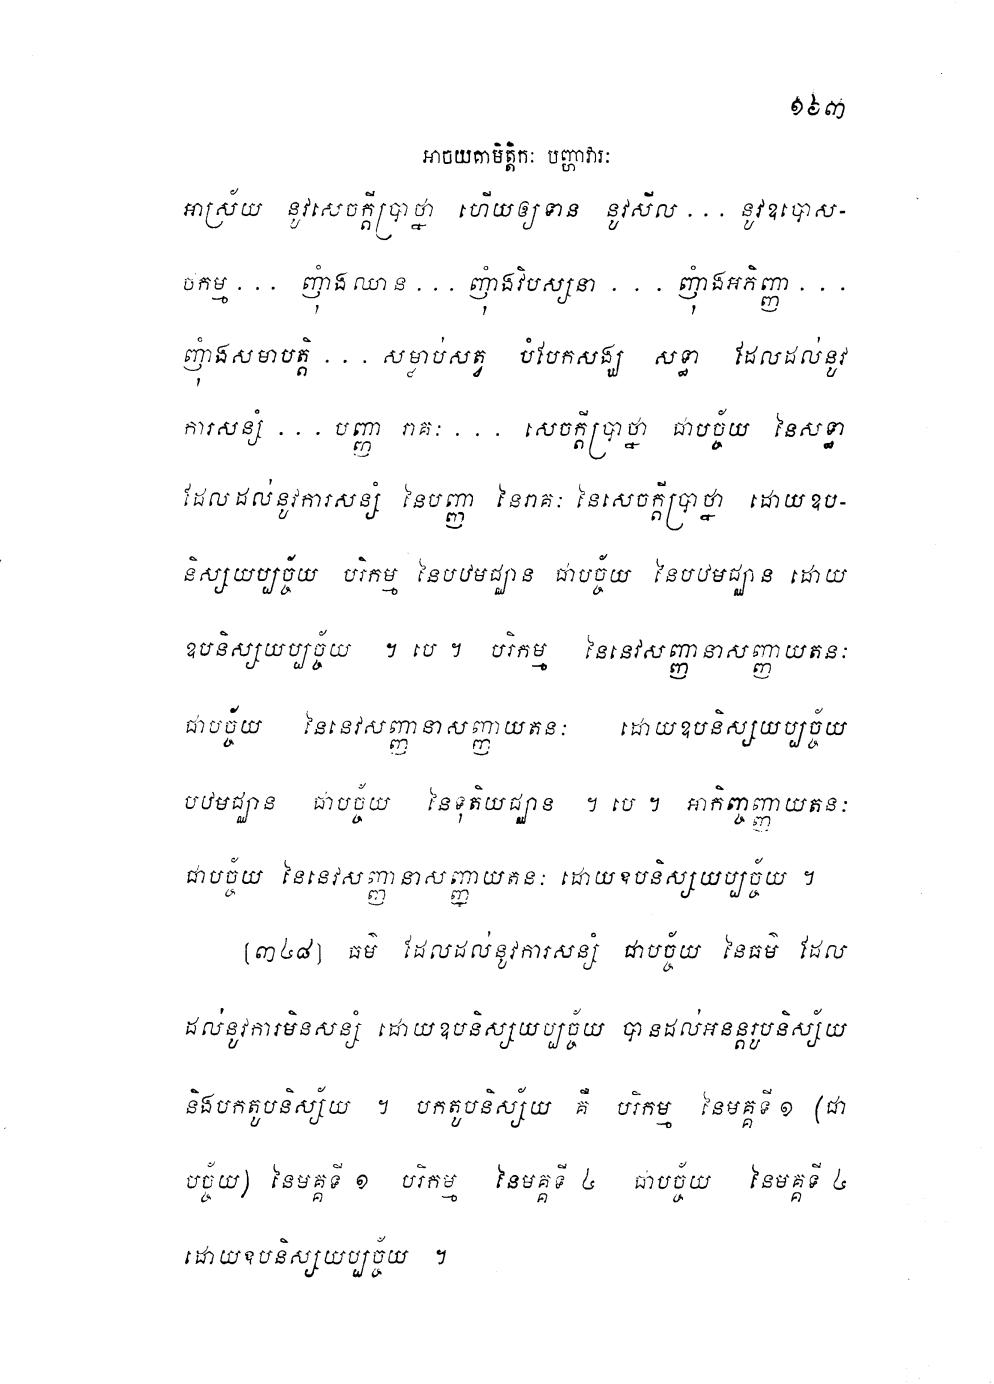 ១៩៣
អាចយគាមិត្តិកៈ បញ្ហាវារៈ
អាស្រ័យ នូវសេចក្តីប្រាថ្នា ហើយឲ្យទាន នូវសីល ... នូវឧបោស-
ថកម្ម ... ញុំាងឈាន ... ញុំាងវិបស្សនា ... ញុំាងអភិញ្ញា ...
ញុំាងសមាបត្តិ ... សម្លាប់សត្វ បំបែកសង្ឃ សទ្ធា ដែលដល់នូវ
ការសន្សំ ... បញ្ញា រាគៈ ... សេចក្តីប្រាថ្នា ជាបច្ច័យ នៃសទ្ធា
ដែលដល់នូវការសន្សំ នៃបញ្ញា នៃរាគៈ នៃសេចក្តីប្រាថ្នា ដោយឧប-
និស្សយប្បច្ច័យ បរិកម្ម នៃបឋមជ្ឈាន ជាបច្ច័យ នៃបឋមជ្ឈាន ដោយ
ឧបនិស្សយប្បច្ច័យ ។ បេ ។ បរិកម្ម នៃនេវសញ្ញានាសញ្ញាយតនៈ
ជាបច្ច័យ នៃនេវសញ្ញានាសញ្ញាយតនៈ ដោយឧបនិស្សយប្បច្ច័យ
បឋមជ្ឈាន ជាបច្ច័យ នៃទុតិយជ្ឈាន ។ បេ ។ អាកិញ្ចញ្ញាយតនៈ
ជាបច្ច័យ នៃនេវសញ្ញានាសញ្ញាយតនៈ ដោយឧបនិស្សយប្បច្ច័យ ។
[៣៤៨] ធម៌ ដែលដល់នូវការសន្សំ ជាបច្ច័យ នៃធម៌ ដែល
ដល់នូវការមិនសន្សំ ដោយឧបនិស្សយប្បច្ច័យ បានដល់អនន្តរូបនិស្ស័យ
និងបកតូបនិស្ស័យ ។ បកតូបនិស្ស័យ គឺ បរិកម្ម នៃមគ្គទី ១ (ជា
បច្ច័យ) នៃមគ្គទី ១ បរិកម្ម នៃមគ្គទី ៤ ជាបច្ច័យ នៃមគ្គទី ៤
ដោយឧបនិស្សយប្បច្ច័យ ។